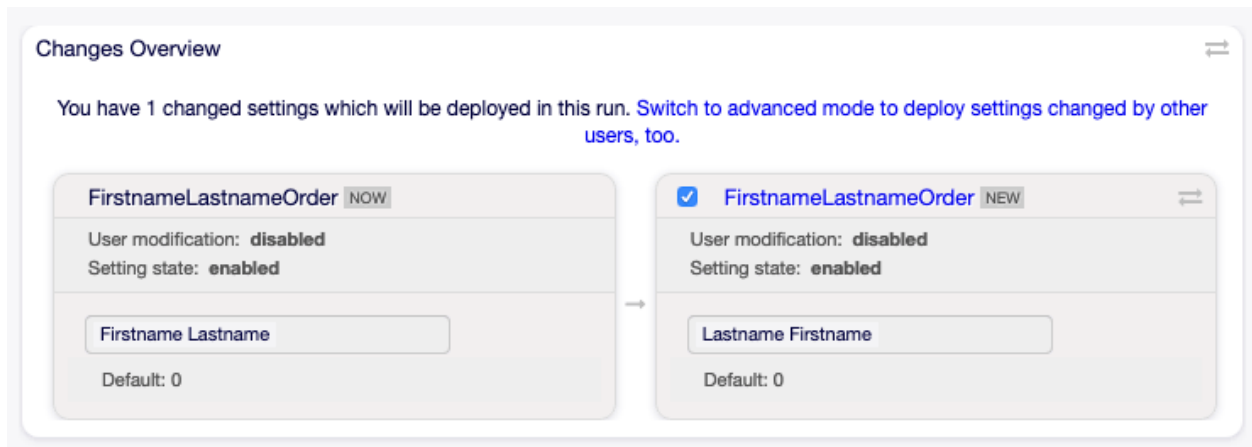 Changes Overview
You have 1 changed settings which will be deployed in this run. Switch to advanced mode to deploy settings changed by other
users, too.
FirstnameLastnameOrder NOW
User modification: disabled
Setting state: enabled
Firstname Lastname
Default: 0
FirstnameLastnameOrder NEW
User modification: disabled
Setting state: enabled
Lastname Firstname
Default: 0